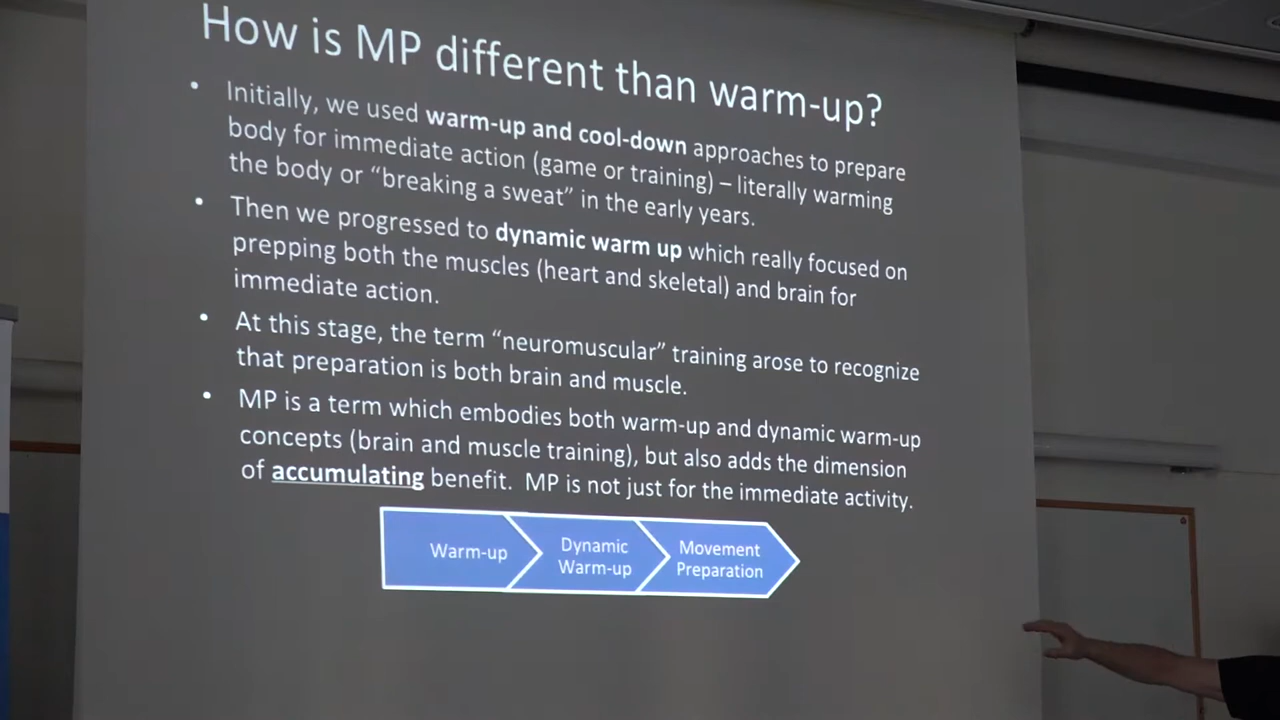 How is MP different than warm-up?
• Initially, we used warm-up and cool-down approaches to prepare
body for immediate action (game or training) – literally warming
the body or “breaking a sweat” in the early years.
• Then we progressed to dynamic warm up which really focused on
prepping both the muscles (heart and skeletal) and brain for
immediate action.
• At this stage, the term “neuromuscular” training arose to recognize
that preparation is both brain and muscle.
• MP is a term which embodies both warm-up and dynamic warm-up
concepts (brain and muscle training), but also adds the dimension
of accumulating benefit.  MP is not just for the immediate activity.
Warm-up
Dynamic
Warm-up
Movement
Preparation